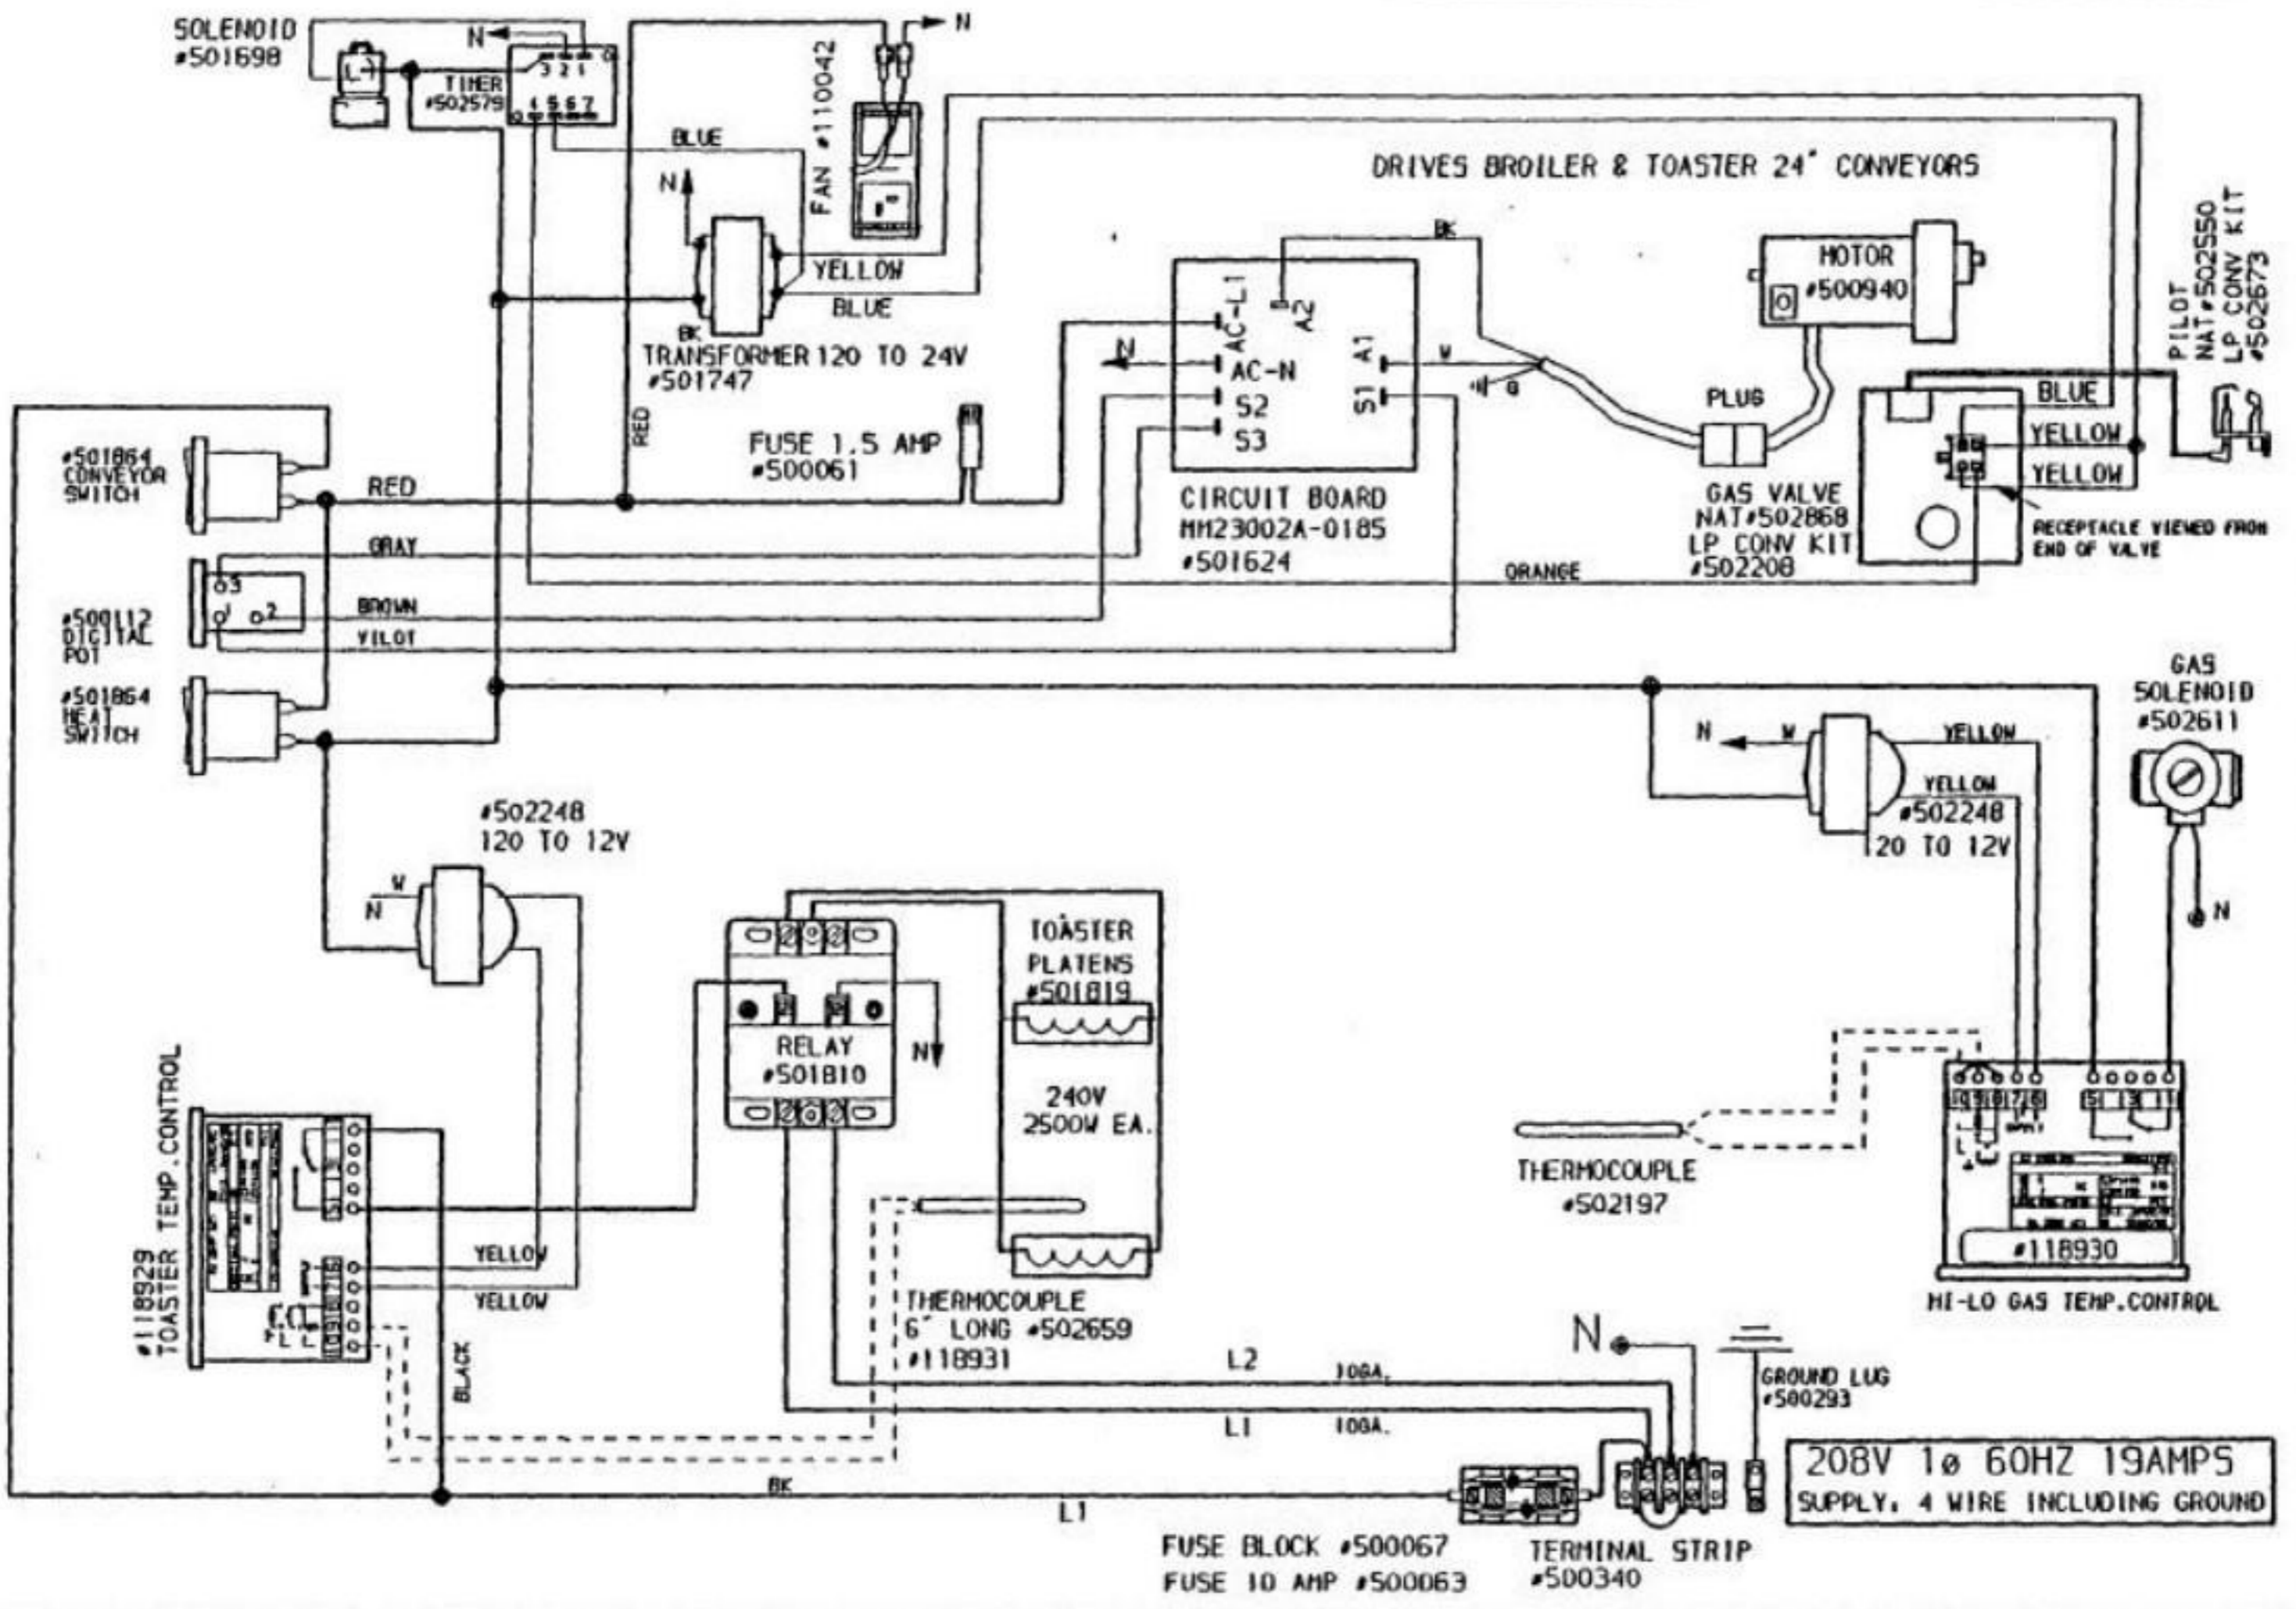 SOLENOID
#501698
N
TIMER
#502579
3 2 1
4 5 6 7
BLUE
N
FAN #110042
N
DRIVES BROILER & TOASTER 24" CONVEYORS
YELLOW
BLUE
BK
TRANSFORMER 120 TO 24V
#501747
RED
BK
AC-L1
A2
N
AC-N
A1
W
S2
S1
S3
G
CIRCUIT BOARD
MM23002A-0185
#501624
MOTOR
#500940
PLUG
PILOT
NAT#502550
LP CONV KIT
#502673
BLUE
YELLOW
YELLOW
GAS VALVE
NAT#502868
LP CONV KIT
#502208
RECEPTACLE VIEWED FROM
END OF VALVE
#501864
CONVEYOR
SWITCH
RED
FUSE 1.5 AMP
#500061
GRAY
ORANGE
3
1 2
BROWN
VILOT
#500112
DIGITAL
POT
#501864
HEAT
SWITCH
GAS
SOLENOID
#502611
N
W
YELLOW
YELLOW
#502248
120 TO 12V
N
#502248
120 TO 12V
W
N
TOASTER
PLATENS
#501819
RELAY
#501810
N
240V
2500W EA.
THERMOCOUPLE
#502197
#118930
HI-LO GAS TEMP.CONTROL
#118929
TOASTER TEMP.CONTROL
YELLOW
YELLOW
BLACK
THERMOCOUPLE
6" LONG #502659
#118931
L2 10GA.
L1 10GA.
N
GROUND LUG
#500293
BK
L1
FUSE BLOCK #500067
FUSE 10 AMP #500063
TERMINAL STRIP
#500340
208V 1ø 60HZ 19AMPS
SUPPLY. 4 WIRE INCLUDING GROUND